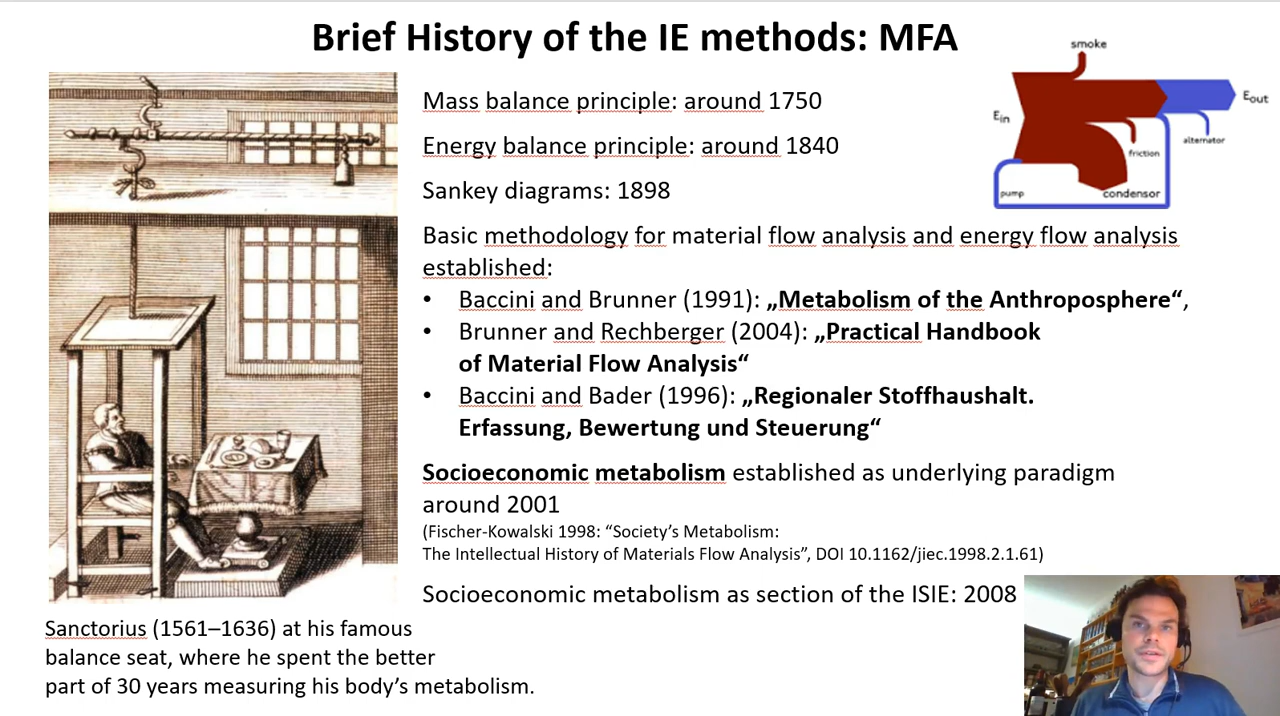 Brief History of the IE methods: MFA
Mass balance principle: around 1750
Energy balance principle: around 1840
Sankey diagrams: 1898
smoke
Ein
Eout
alternator
friction
pump
condensor
Basic methodology for material flow analysis and energy flow analysis
established:
• Baccini and Brunner (1991): „Metabolism of the Anthroposphere“,
• Brunner and Rechberger (2004): „Practical Handbook
of Material Flow Analysis“
• Baccini and Bader (1996): „Regionaler Stoffhaushalt.
Erfassung, Bewertung und Steuerung“
Socioeconomic metabolism established as underlying paradigm
around 2001
(Fischer-Kowalski 1998: “Society’s Metabolism:
The Intellectual History of Materials Flow Analysis”, DOI 10.1162/jiec.1998.2.1.61)
Socioeconomic metabolism as section of the ISIE: 2008
Sanctorius (1561–1636) at his famous
balance seat, where he spent the better
part of 30 years measuring his body’s metabolism.